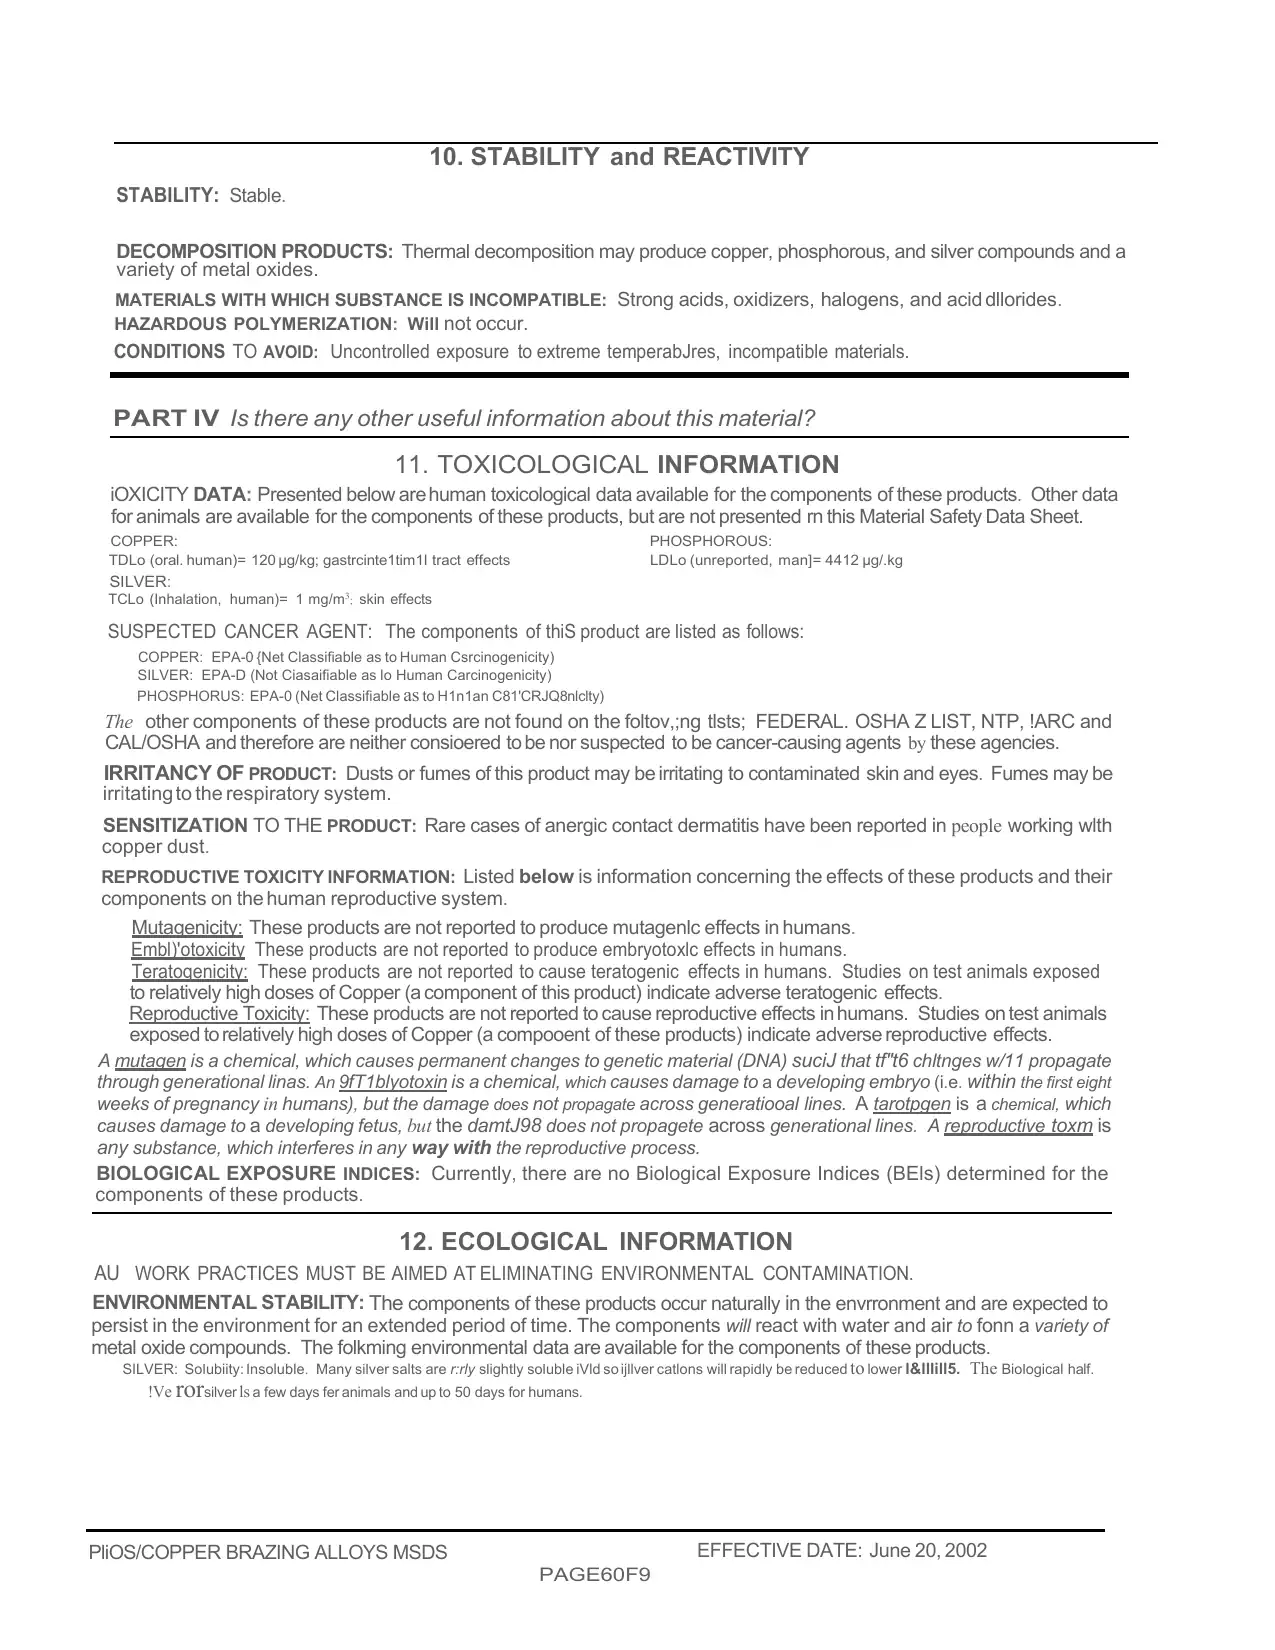 10. STABILITY and REACTIVITY
STABILITY: Stable.
DECOMPOSITION PRODUCTS: Thermal decomposition may produce copper, phosphorous, and silver compounds and a
variety of metal oxides.
MATERIALS WITH WHICH SUBSTANCE IS INCOMPATIBLE: Strong acids, oxidizers, halogens, and acid dllorides.
HAZARDOUS POLYMERIZATION: Will not occur.
CONDITIONS TO AVOID: Uncontrolled exposure to extreme temperabJres, incompatible materials.
PART IV Is there any other useful information about this material?
11. TOXICOLOGICAL INFORMATION
iOXICITY DATA: Presented below are human toxicological data available for the components of these products. Other data
for animals are available for the components of these products, but are not presented rn this Material Safety Data Sheet.
COPPER:
TDLo (oral. human)= 120 µg/kg; gastrcinte1tim1l tract effects
PHOSPHOROUS:
LDLo (unreported, man]= 4412 µg/.kg
SILVER:
TCLo (Inhalation, human)= 1 mg/m3; skin effects
SUSPECTED CANCER AGENT: The components of thiS product are listed as follows:
COPPER: EPA-0 {Net Classifiable as to Human Csrcinogenicity)
SILVER: EPA-D (Not Ciasaifiable as lo Human Carcinogenicity)
PHOSPHORUS: EPA-0 (Net Classifiable as to H1n1an C81'CRJQ8nlclty)
The other components of these products are not found on the foltov,;ng tlsts; FEDERAL. OSHA Z LIST, NTP, !ARC and
CAL/OSHA and therefore are neither consioered to be nor suspected to be cancer-causing agents by these agencies.
IRRITANCY OF PRODUCT: Dusts or fumes of this product may be irritating to contaminated skin and eyes. Fumes may be
irritating to the respiratory system.
SENSITIZATION TO THE PRODUCT: Rare cases of anergic contact dermatitis have been reported in people working wlth
copper dust.
REPRODUCTIVE TOXICITY INFORMATION: Listed below is information concerning the effects of these products and their
components on the human reproductive system.
Mutagenicity: These products are not reported to produce mutagenlc effects in humans.
Embl)'otoxicity These products are not reported to produce embryotoxlc effects in humans.
Teratogenicity: These products are not reported to cause teratogenic effects in humans. Studies on test animals exposed
to relatively high doses of Copper (a component of this product) indicate adverse teratogenic effects.
Reproductive Toxicity: These products are not reported to cause reproductive effects in humans. Studies on test animals
exposed to relatively high doses of Copper (a compooent of these products) indicate adverse reproductive effects.
A mutagen is a chemical, which causes permanent changes to genetic material (DNA) suciJ that tf"t6 chltnges w/11 propagate
through generational linas. An 9fT1blyotoxin is a chemical, which causes damage to a developing embryo (i.e. within the first eight
weeks of pregnancy in humans), but the damage does not propagate across generatiooal lines. A tarotpgen is a chemical, which
causes damage to a developing fetus, but the damtJ98 does not propagete across generational lines. A reproductive toxm is
any substance, which interferes in any way with the reproductive process.
BIOLOGICAL EXPOSURE INDICES: Currently, there are no Biological Exposure Indices (BEIs) determined for the
components of these products.
12. ECOLOGICAL INFORMATION
AU WORK PRACTICES MUST BE AIMED AT ELIMINATING ENVIRONMENTAL CONTAMINATION.
ENVIRONMENTAL STABILITY: The components of these products occur naturally in the envrronment and are expected to
persist in the environment for an extended period of time. The components will react with water and air to fonn a variety of
metal oxide compounds. The folkming environmental data are available for the components of these products.
SILVER: Solubiity: Insoluble. Many silver salts are r:rly slightly soluble iVld so ijllver catlons will rapidly be reduced to lower l&lllill5. The Biological half.
!Ve rorsilver ls a few days fer animals and up to 50 days for humans.
PliOS/COPPER BRAZING ALLOYS MSDS
EFFECTIVE DATE: June 20, 2002
PAGE60F9